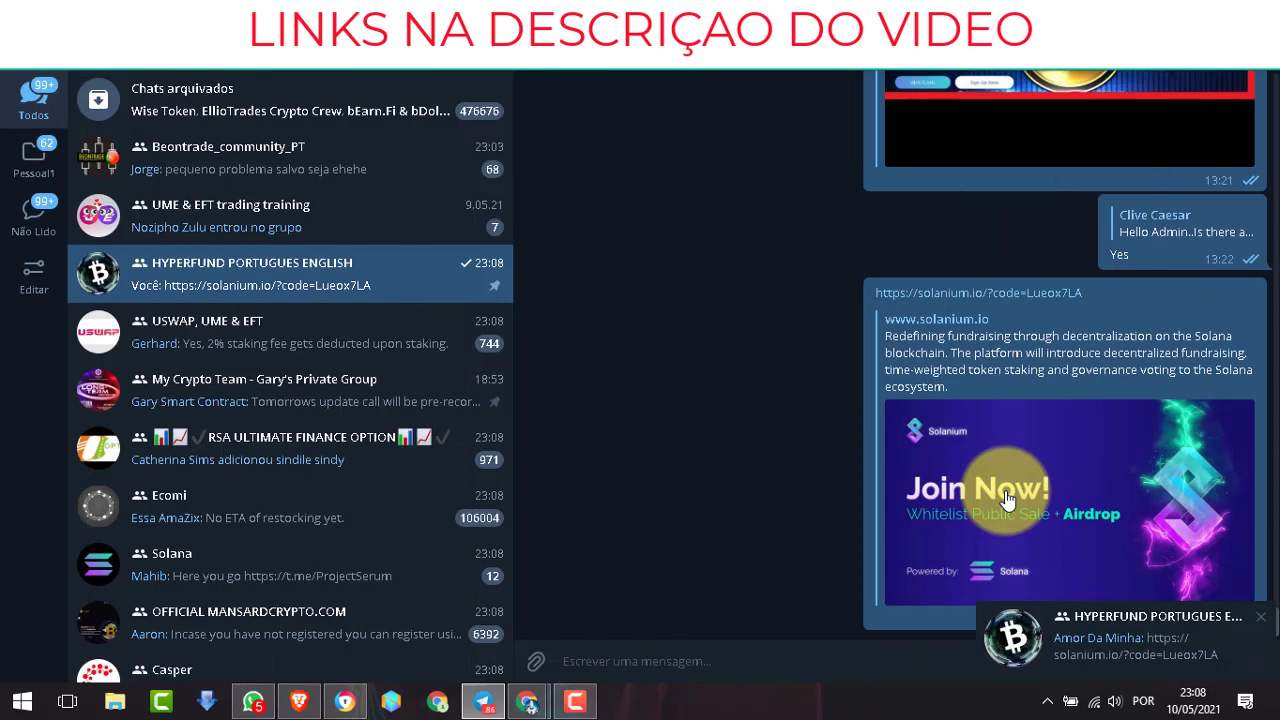 LINKS NA DESCRIÇAO DO VIDEO
99+
Todos
62
Pessoal1
99+
Não Lido
Editar
Chats arquivados
Wise Token, EllioTrades Crypto Crew, bEarn.Fi & bDol...
476676
Beontrade_community_PT
23:03
Jorge: pequeno problema salvo seja ehehe
68
UME & EFT trading training
9.05.21
Nozipho Zulu entrou no grupo
7
HYPERFUND PORTUGUES ENGLISH
23:08
Você: https://solanium.io/?code=Lueox7LA
USWAP, UME & EFT
23:08
Gerhard: Yes, 2% staking fee gets deducted upon staking.
744
My Crypto Team - Gary's Private Group
18:53
Gary Smart Contract: Tomorrows update call will be pre-recor...
RSA ULTIMATE FINANCE OPTION
23:08
Catherina Sims adicionou sindile sindy
971
Ecomi
23:08
Essa AmaZix: No ETA of restocking yet.
106004
Solana
23:08
Mahib: Here you go https://t.me/ProjectSerum
12
OFFICIAL MANSARDCRYPTO.COM
23:08
Aaron: Incase you have not registered you can register usi...
6392
Casper
23:08
USWAP
13:21
Clive Caesar
Hello Admin..Is there a...
Yes
13:22
https://solanium.io/?code=Lueox7LA
www.solanium.io
Redefining fundraising through decentralization on the Solana
blockchain. The platform will introduce decentralized fundraising,
time-weighted token staking and governance voting to the Solana
ecosystem.
Solanium
Join Now!
Whitelist Public Sale + Airdrop
Powered by: Solana
HYPERFUND PORTUGUES E...
Amor Da Minha: https://
solanium.io/?code=Lueox7LA
Escrever uma mensagem...
5
86
POR
23:08
10/05/2021